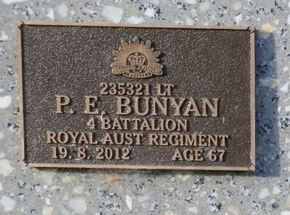 235321 LT
P. E. BUNYAN
4 BATTALION
ROYAL AUST REGIMENT
19. 8. 2012 AGE 67